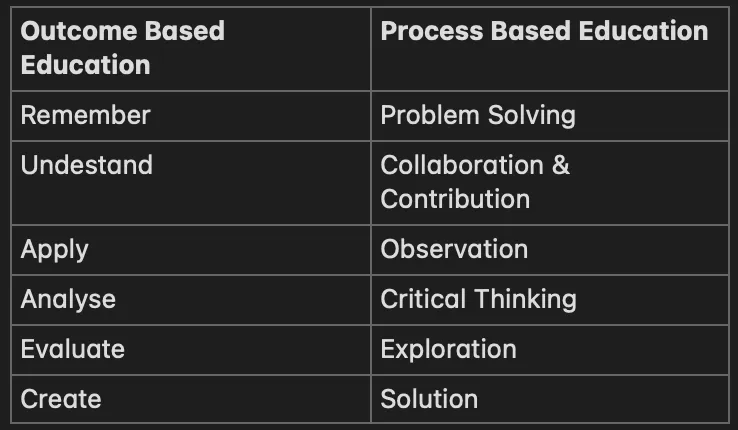 Outcome Based
Education
Process Based Education
Remember
Problem Solving
Undestand
Collaboration &
Contribution
Apply
Observation
Analyse
Critical Thinking
Evaluate
Exploration
Create
Solution